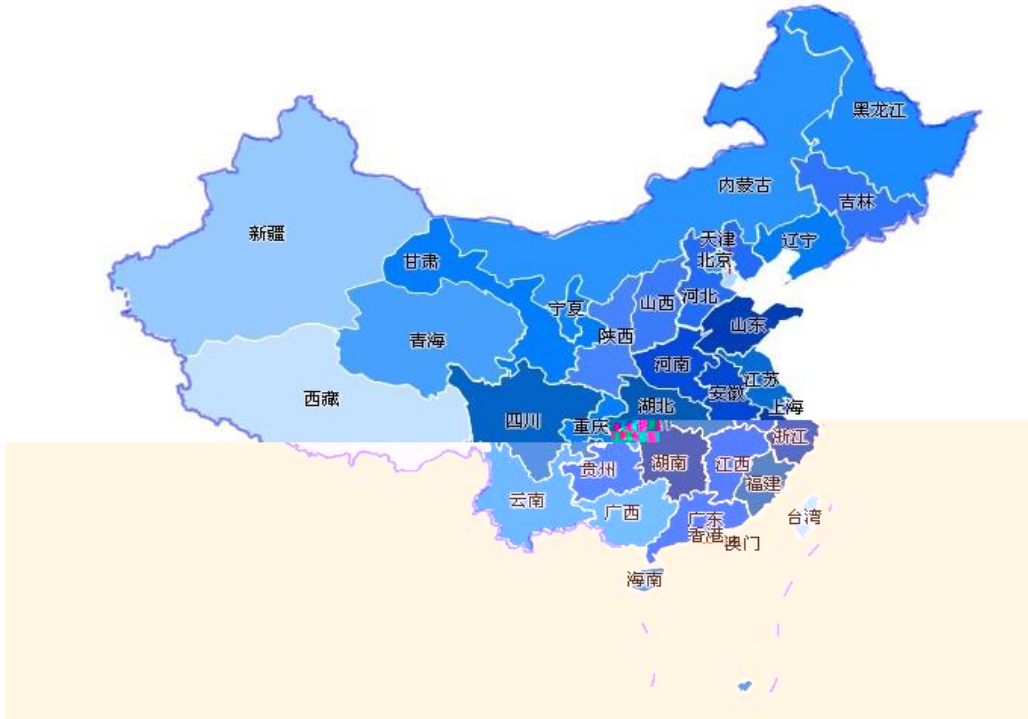 黑龙江
内蒙古
吉林
新疆
天津
辽宁
甘肃
北京
宁夏
山西
河北
陕西
山东
青海
河南
江苏
安徽
西藏
湖北
上海
四川
重庆
浙江
贵州
湖南
江西
福建
云南
广西
广东
台湾
香港
澳门
海南